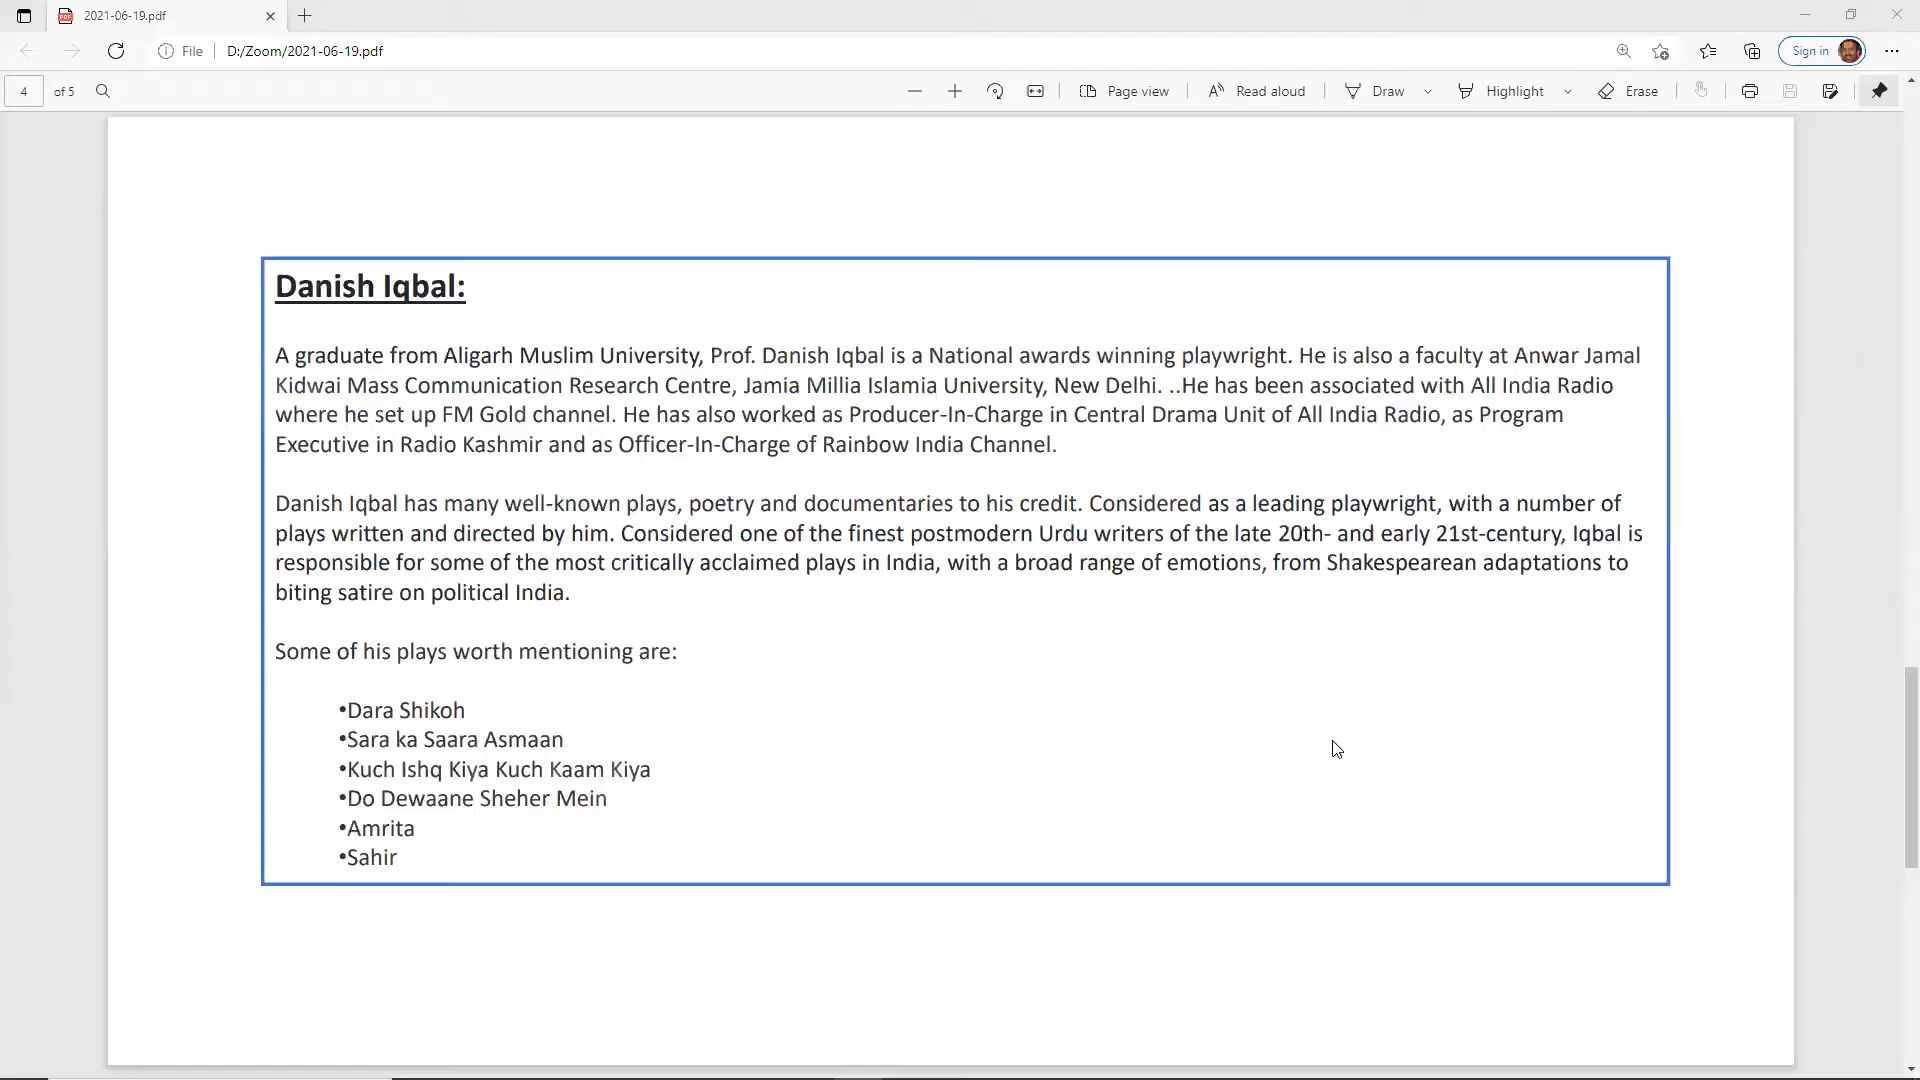 2021-06-19.pdf
File
D:/Zoom/2021-06-19.pdf
Sign in
4
of 5
Page view
Read aloud
Draw
Highlight
Erase
Danish Iqbal:
A graduate from Aligarh Muslim University, Prof. Danish Iqbal is a National awards winning playwright. He is also a faculty at Anwar Jamal
Kidwai Mass Communication Research Centre, Jamia Millia Islamia University, New Delhi. ..He has been associated with All India Radio
where he set up FM Gold channel. He has also worked as Producer-In-Charge in Central Drama Unit of All India Radio, as Program
Executive in Radio Kashmir and as Officer-In-Charge of Rainbow India Channel.
Danish Iqbal has many well-known plays, poetry and documentaries to his credit. Considered as a leading playwright, with a number of
plays written and directed by him. Considered one of the finest postmodern Urdu writers of the late 20th- and early 21st-century, Iqbal is
responsible for some of the most critically acclaimed plays in India, with a broad range of emotions, from Shakespearean adaptations to
biting satire on political India.
Some of his plays worth mentioning are:
•Dara Shikoh
•Sara ka Saara Asmaan
•Kuch Ishq Kiya Kuch Kaam Kiya
•Do Dewaane Sheher Mein
•Amrita
•Sahir